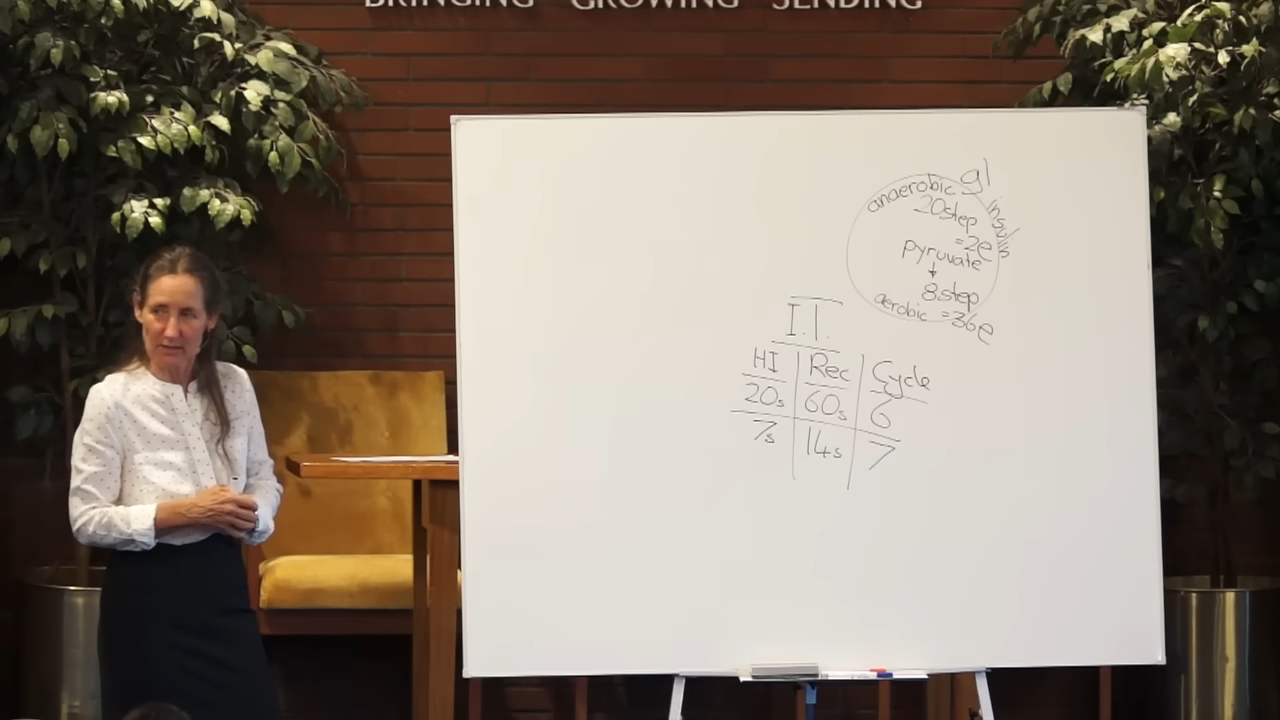 BRINGING GROWING SENDING
gl
anaerobic
insulis
20step
=2e
pyruvate
↓
8step
aerobic =36e
I.T.
HI Rec Cycle
20s 60s 6
7s 14s 7